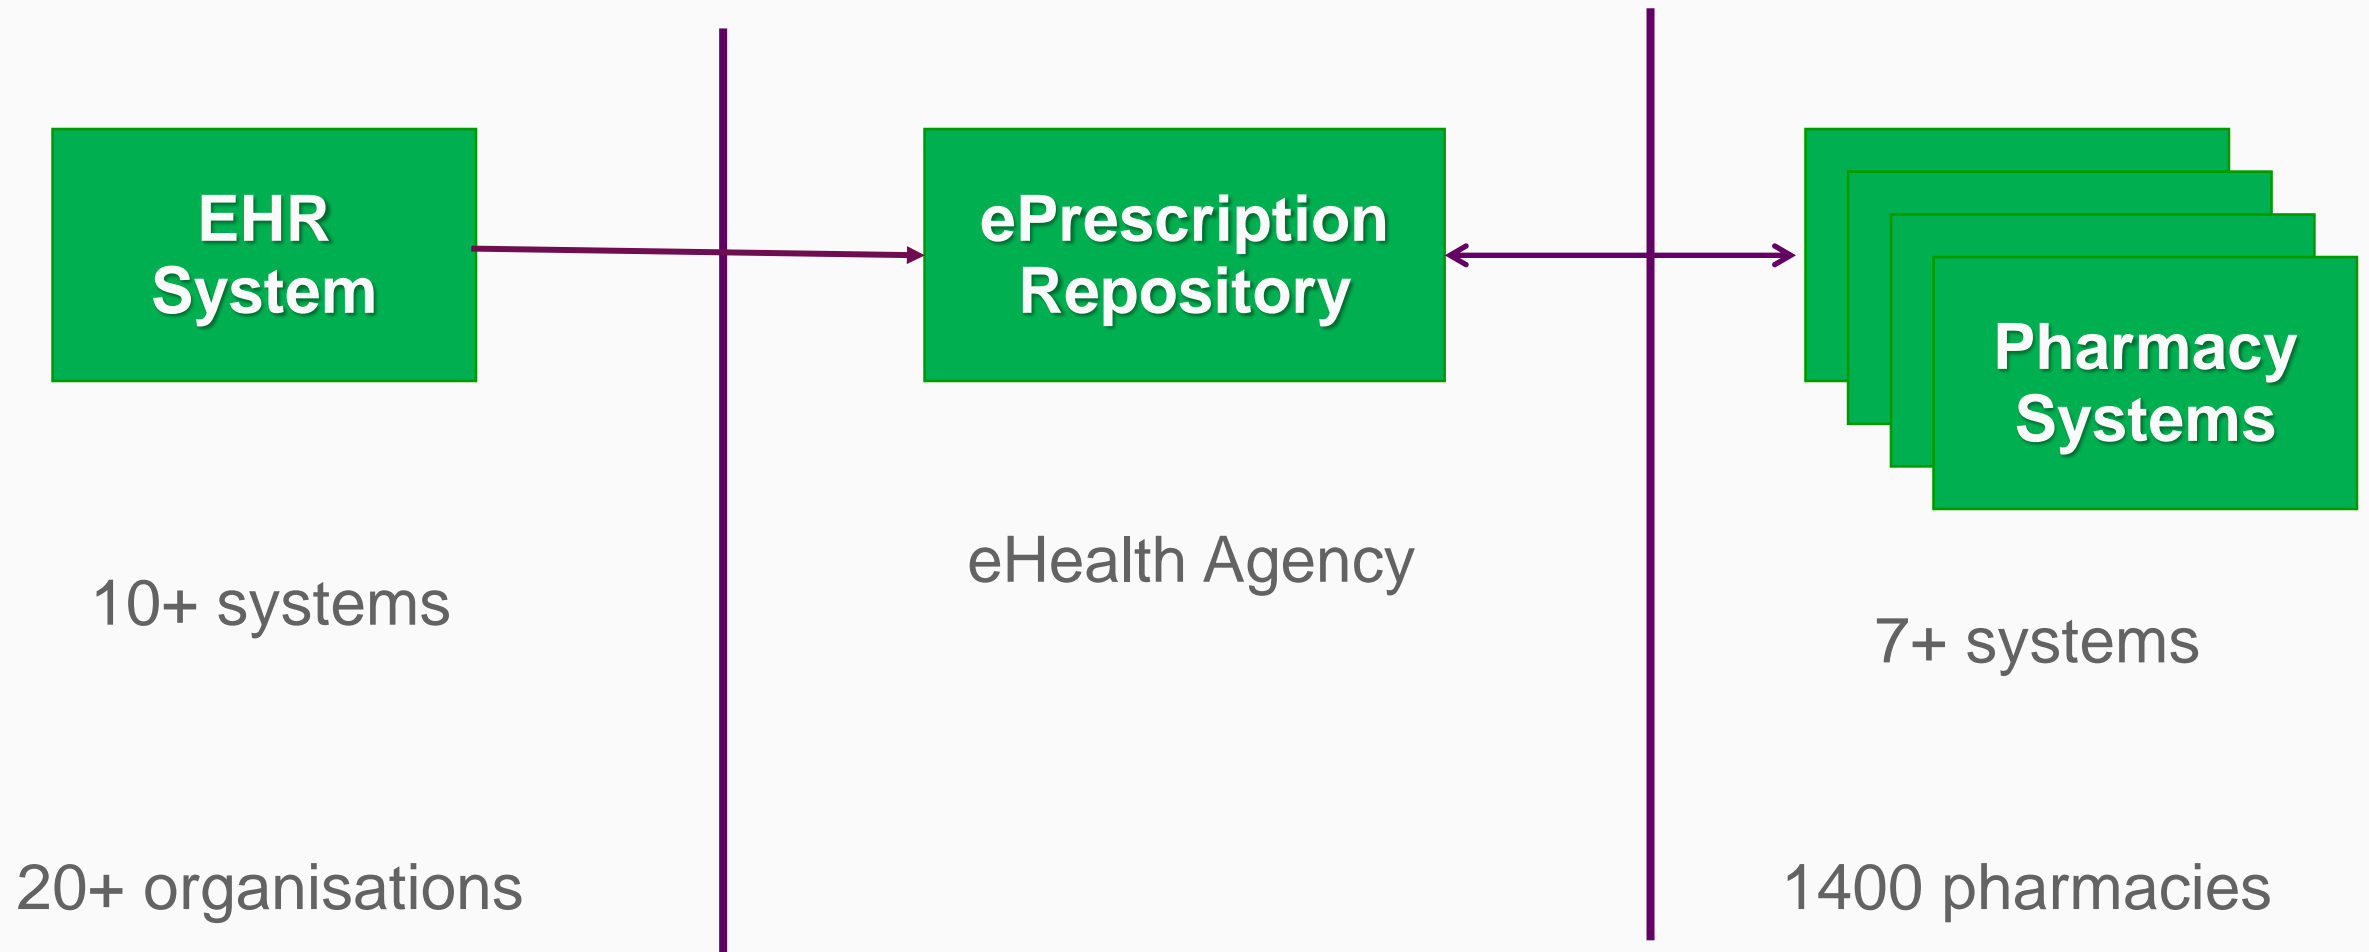 EHR
System
ePrescription
Repository
Pharmacy
Systems
10+ systems
eHealth Agency
7+ systems
20+ organisations
1400 pharmacies